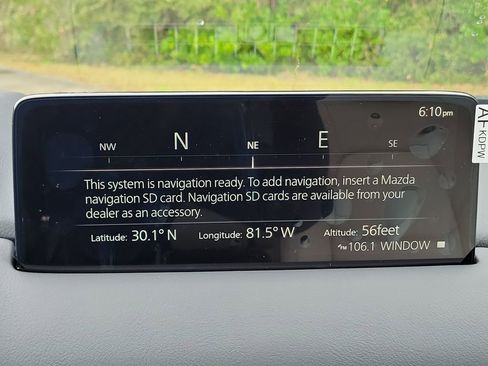 6:10pm
NW N NE E SE
This system is navigation ready. To add navigation, insert a Mazda
navigation SD card. Navigation SD cards are available from your
dealer as an accessory.
Latitude: 30.1° N Longitude: 81.5° W Altitude: 56feet
FM 106.1 WINDOW
AF
KDPW